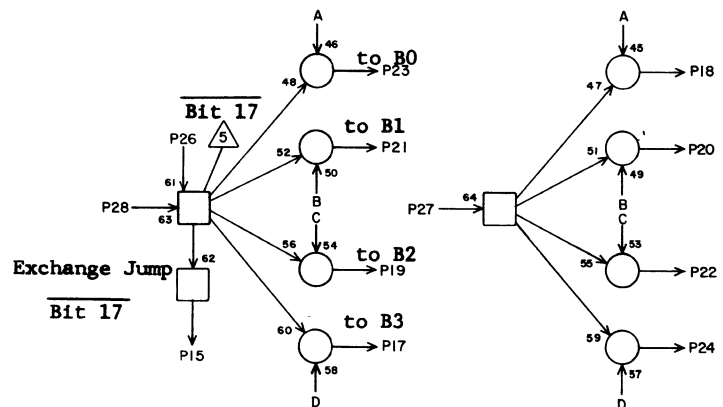 A
A
46
to B0
45
48
P23
47
P18
Bit 17
5
to B1
P26
52
P21
51
P20
50
49
61
B
B
P28
63
C
P27
64
C
62
56
54
to B2
55
53
Exchange Jump
P19
P22
Bit 17
60
to B3
59
P15
P17
P24
58
57
D
D